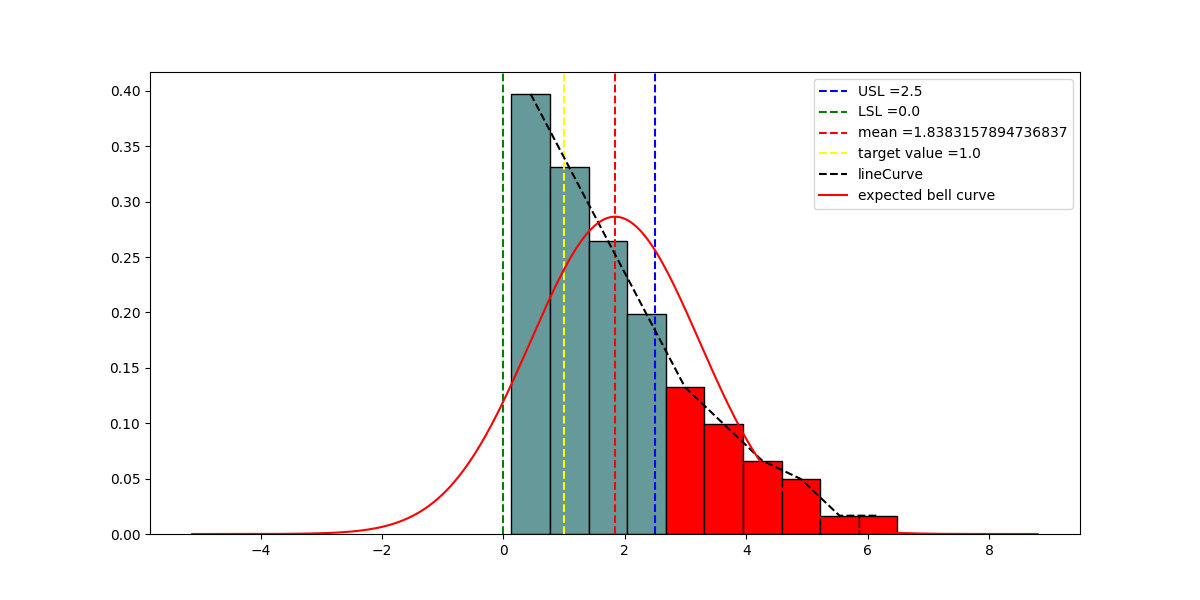 0.40
0.35
0.30
0.25
0.20
0.15
0.10
0.05
0.00
−4
−2
0
2
4
6
8
USL =2.5
LSL =0.0
mean =1.8383157894736837
target value =1.0
lineCurve
expected bell curve